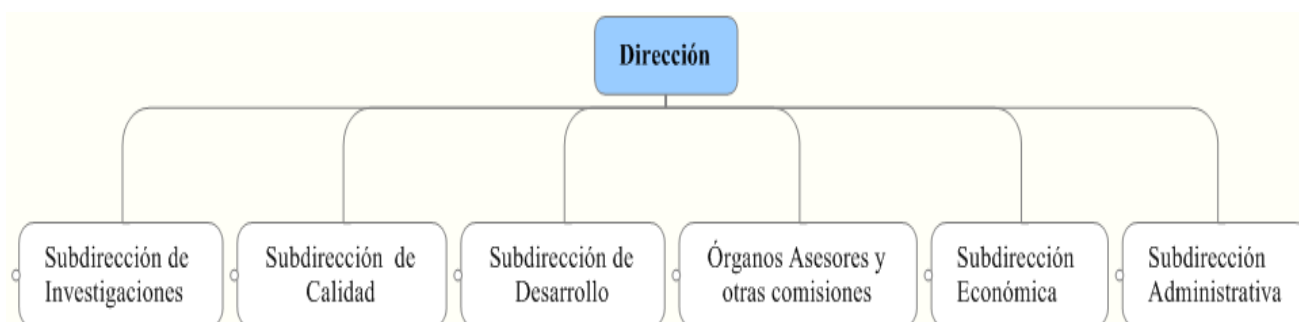 Dirección
Subdirección de
Investigaciones
Subdirección de
Calidad
Subdirección de
Desarrollo
Órganos Asesores y
otras comisiones
Subdirección
Económica
Subdirección
Administrativa